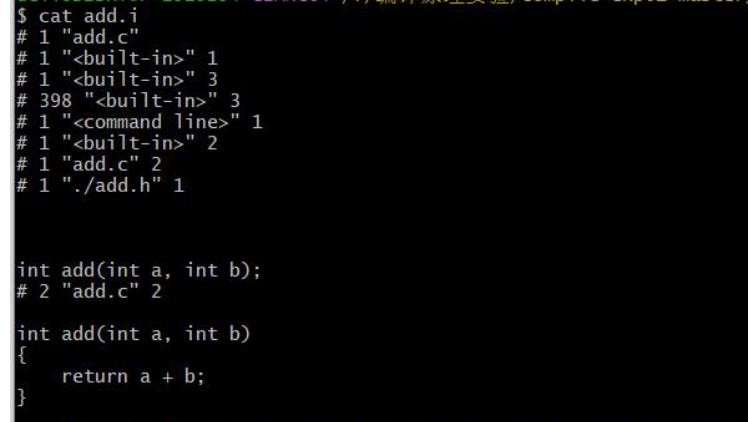 $ cat add.i
# 1 "add.c"
# 1 "<built-in>" 1
# 1 "<built-in>" 3
# 398 "<built-in>" 3
# 1 "<command line>" 1
# 1 "<built-in>" 2
# 1 "add.c" 2
# 1 "./add.h" 1
int add(int a, int b);
# 2 "add.c" 2
int add(int a, int b)
{
    return a + b;
}